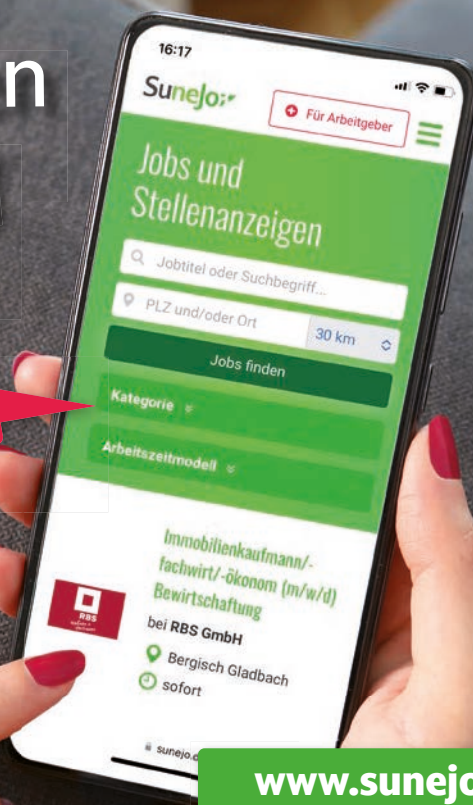 n
16:17
SuneJo
Für Arbeitgeber
Jobs und
Stellenanzeigen
Jobtitel oder Suchbegriff...
PLZ und/oder Ort 30 km
Jobs finden
Kategorie
Arbeitszeitmodell
Immobilienkaufmann/-
fachwirt/-ökonom (m/w/d)
Bewirtschaftung
RBS
bei RBS GmbH
Bergisch Gladbach
sofort
sunejo.
www.sunejo